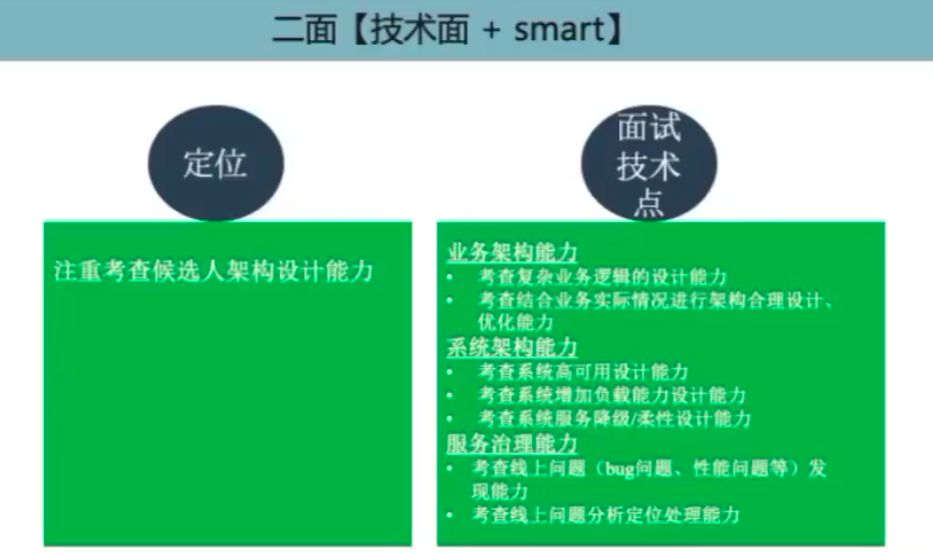 二面【技术面 + smart】
定位
注重考查候选人架构设计能力
面试
技术
点
业务架构能力
• 考查复杂业务逻辑的设计能力
• 考查结合业务实际情况进行架构合理设计、
优化能力
系统架构能力
• 考查系统高可用设计能力
• 考查系统增加负载能力设计能力
• 考查系统服务降级/柔性设计能力
服务治理能力
• 考查线上问题（bug问题、性能问题等）发
现能力
• 考查线上问题分析定位处理能力